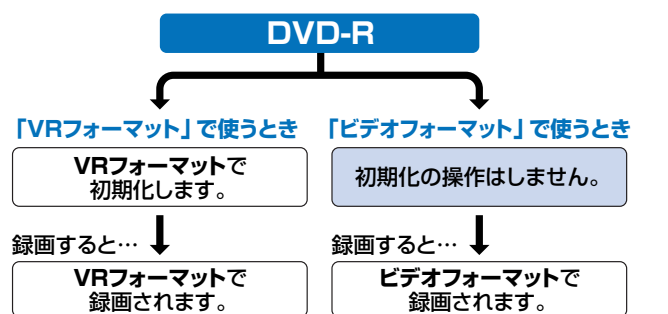 DVD-R
「VRフォーマット」で使うとき
VRフォーマットで
初期化します。
録画すると…
VRフォーマットで
録画されます。
「ビデオフォーマット」で使うとき
初期化の操作はしません。
録画すると…
ビデオフォーマットで
録画されます。